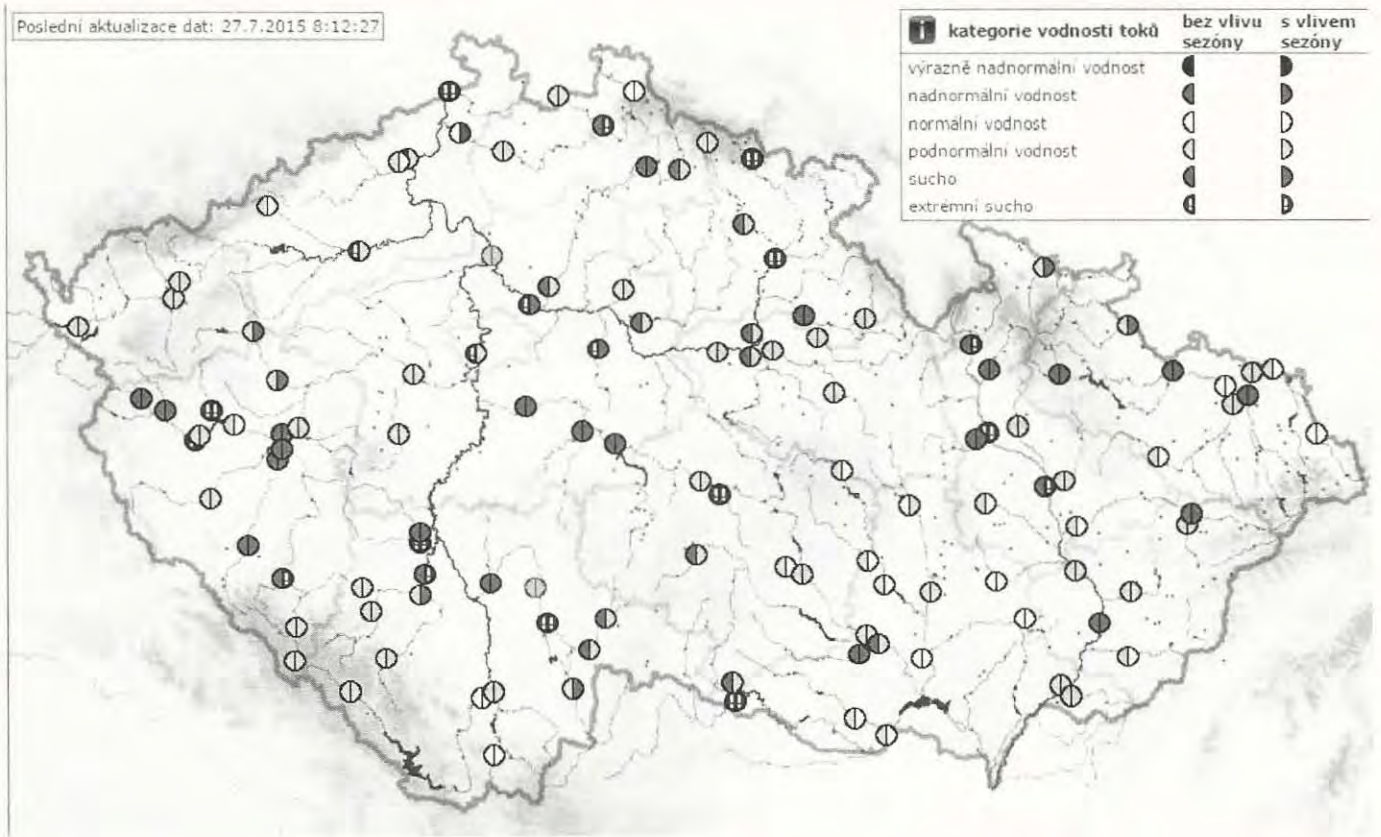 Poslední aktualizace dat: 27.7.2015 8:12:27
i kategorie vodnosti toků
bez vlivu sezóny
s vlivem sezóny
výrazně nadnormální vodnost
nadnormální vodnost
normální vodnost
podnormální vodnost
sucho
extrémní sucho